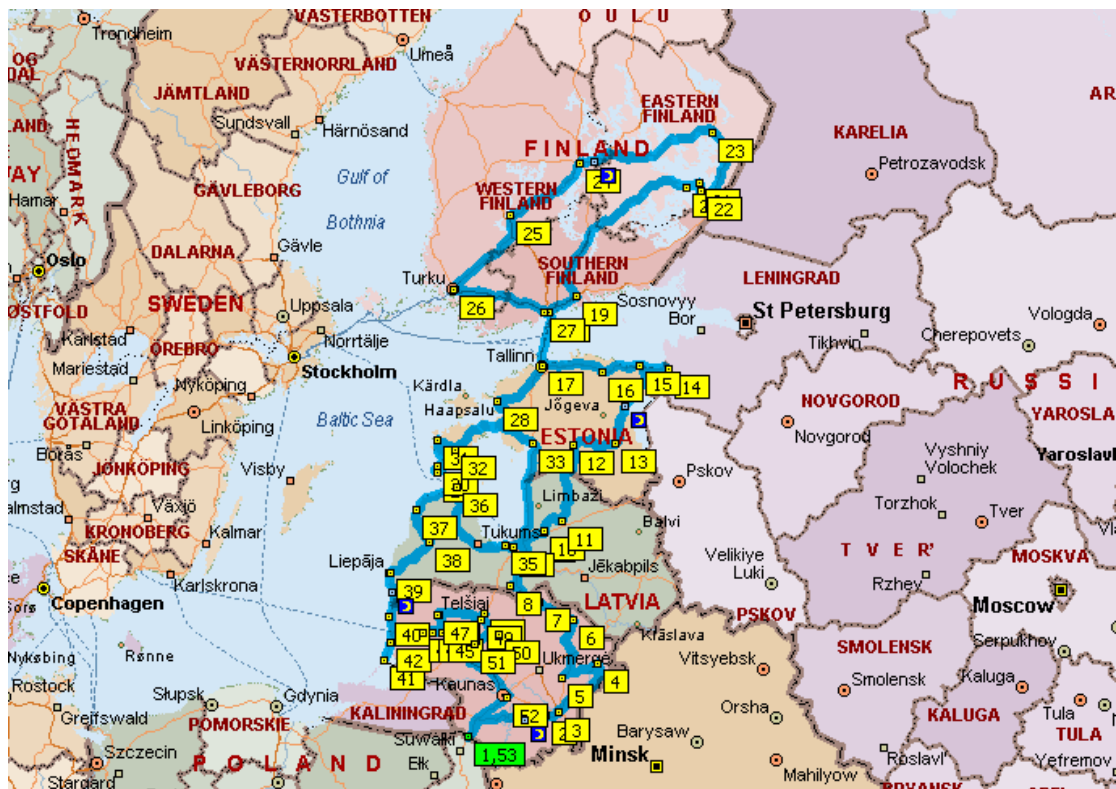 VÄSTERBOTTEN
OULU
Trondheim
Umeå
VÄSTERNORRLAND
JÄMTLAND
Sundsvall
Härnösand
EASTERN
FINLAND
KARELIA
HEDMARK
FINLAND
23
Petrozavodsk
Gulf of
Bothnia
WESTERN
FINLAND
Hamar
GÄVLEBORG
22
25
DALARNA
Gävle
Oslo
SOUTHERN
FINLAND
LENINGRAD
Turku
SWEDEN
Uppsala
26
19
Sosnovyy
Bor
St Petersburg
Vologda
Cherepovets
Karlstad
Norrtälje
27
Tikhvin
ÖREBRO
Stockholm
Tallinn
Mariestad
Nyköping
17
16
15
14
RUSSI
Kärdla
Haapsalu
Jõgeva
NOVGOROD
YAROSLA
VÄSTRA
GÖTALAND
Linköping
Baltic Sea
28
ESTONIA
Novgorod
Vyshniy
Volochek
Yaroslavl
Borås
JÖNKÖPING
Visby
32
33
12
13
Pskov
Torzhok
Tver
Limbaži
36
Växjö
KRONOBERG
Kalmar
37
Tukums
11
Balvi
TVER'
SKÅNE
Liepāja
38
35
Jēkabpils
Velikiye
Luki
Rzhev
MOSKVA
Karlskrona
Copenhagen
39
Telšiai
8
LATVIA
PSKOV
Moscow
7
40
47
6
Krāslava
Serpukhov
Rønne
45
50
SMOLENSK
Nykøbing
42
51
Ukmergė
Vitsyebsk
Kaluga
Rostock
41
4
Smolensk
Słupsk
Gdynia
Kaunas
5
Orsha
KALUGA
Tula
Greifswald
POMORSKIE
KALININGRAD
52
2
3
Barysaw
TULA
Szczecin
Suwałki
1,53
Minsk
Roslavl'
Yefremov
Stargard
POLAND
Ełk
Mahilyow